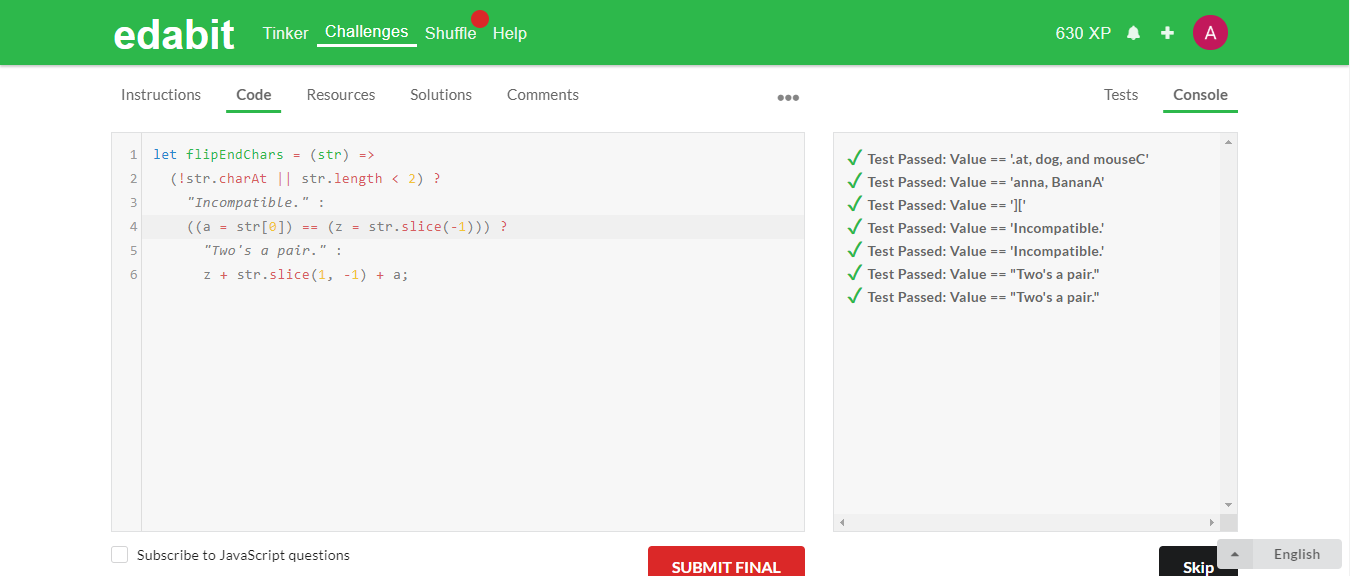 edabit Tinker Challenges Shuffle Help 630 XP A
Instructions Code Resources Solutions Comments ••• Tests Console
1 let flipEndChars = (str) =>
2 (!str.charAt || str.length < 2) ?
3 "Incompatible." :
4 ((a = str[0]) == (z = str.slice(-1))) ?
5 "Two's a pair." :
6 z + str.slice(1, -1) + a;
✓ Test Passed: Value == '.at, dog, and mouseC'
✓ Test Passed: Value == 'anna, BananA'
✓ Test Passed: Value == ']['
✓ Test Passed: Value == 'Incompatible.'
✓ Test Passed: Value == 'Incompatible.'
✓ Test Passed: Value == "Two's a pair."
✓ Test Passed: Value == "Two's a pair."
Subscribe to JavaScript questions
SUBMIT FINAL
Skip
English